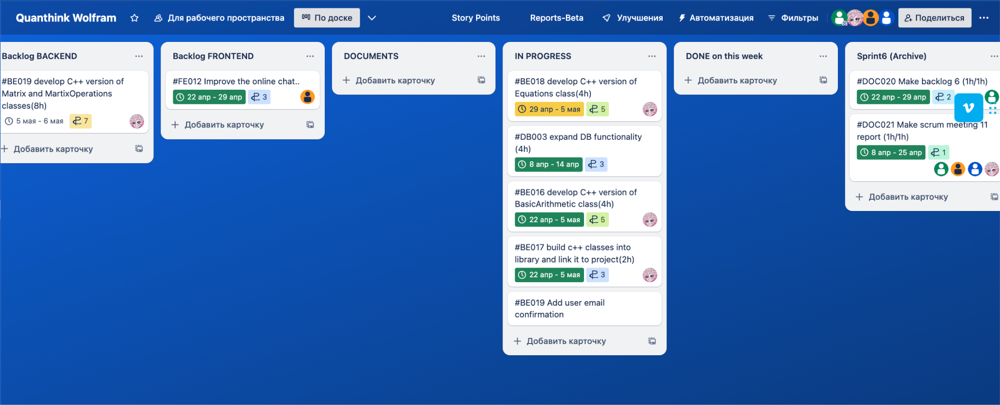 Quanthink Wolfram
Для рабочего пространства
По доске
Story Points
Reports-Beta
Улучшения
Автоматизация
Фильтры
Поделиться
Backlog BACKEND
#BE019 develop C++ version of
Matrix and MartixOperations
classes(8h)
5 мая - 6 мая
7
Добавить карточку
Backlog FRONTEND
#FE012 Improve the online chat..
22 апр - 29 апр
3
Добавить карточку
DOCUMENTS
Добавить карточку
IN PROGRESS
#BE018 develop C++ version of
Equations class(4h)
29 апр - 5 мая
5
#DB003 expand DB functionality
(4h)
8 апр - 14 апр
3
#BE016 develop C++ version of
BasicArithmetic class(4h)
22 апр - 5 мая
5
#BE017 build c++ classes into
library and link it to project(2h)
22 апр - 5 мая
3
#BE019 Add user email
confirmation
Добавить карточку
DONE on this week
Добавить карточку
Sprint6 (Archive)
#DOC020 Make backlog 6 (1h/1h)
22 апр - 29 апр
2
#DOC021 Make scrum meeting 11
report (1h/1h)
8 апр - 25 апр
1
Добавить карточку